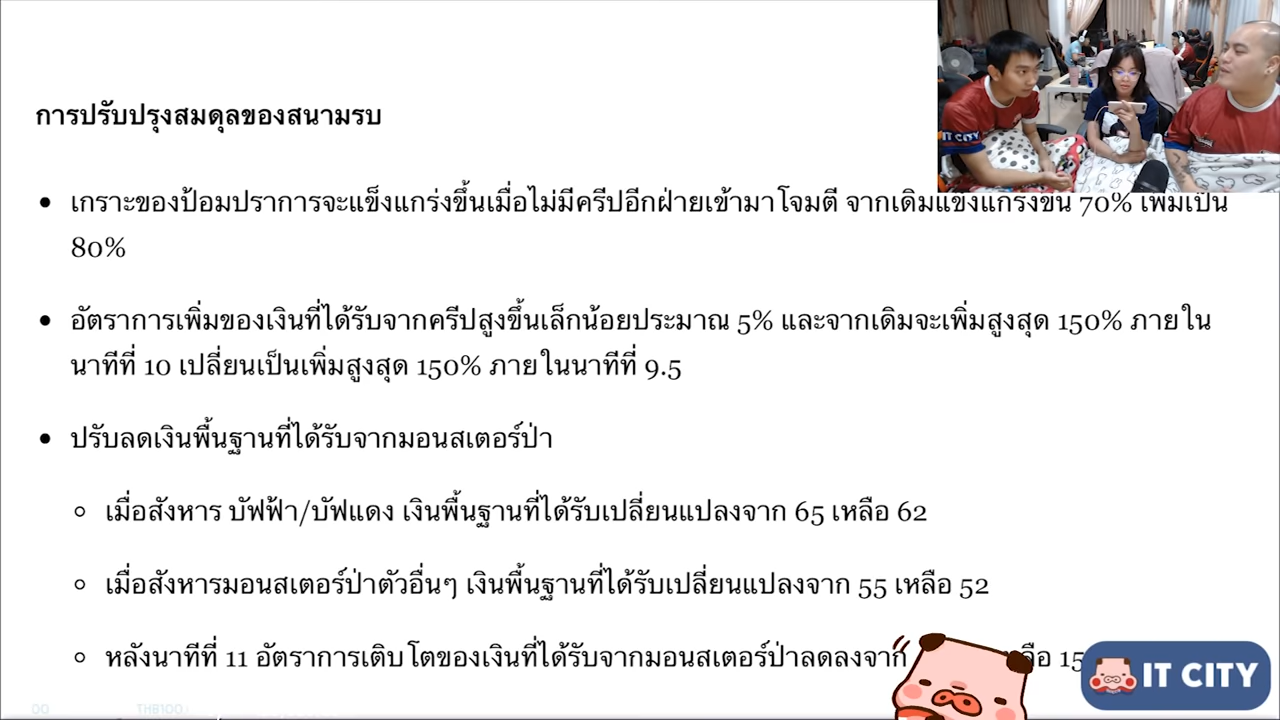 การปรับปรุงสมดุลของสนามรบ
เกราะของป้อมปราการจะแข็งแกร่งขึ้นเมื่อไม่มีครีปอีกฝ่ายเข้ามาโจมตี จากเดิมแข็งแกร่งขึ้น 70% เพิ่มเป็น
80%
อัตราการเพิ่มของเงินที่ได้รับจากครีปสูงขึ้นเล็กน้อยประมาณ 5% และจากเดิมจะเพิ่มสูงสุด 150% ภายใน
นาทีที่ 10 เปลี่ยนเป็นเพิ่มสูงสุด 150% ภายในนาทีที่ 9.5
ปรับลดเงินพื้นฐานที่ได้รับจากมอนสเตอร์ป่า
เมื่อสังหาร บัฟฟ้า/บัฟแดง เงินพื้นฐานที่ได้รับเปลี่ยนแปลงจาก 65 เหลือ 62
เมื่อสังหารมอนสเตอร์ป่าตัวอื่นๆ เงินพื้นฐานที่ได้รับเปลี่ยนแปลงจาก 55 เหลือ 52
หลังนาทีที่ 11 อัตราการเติบโตของเงินที่ได้รับจากมอนสเตอร์ป่าลดลงจาก
IT CITY
IT CITY